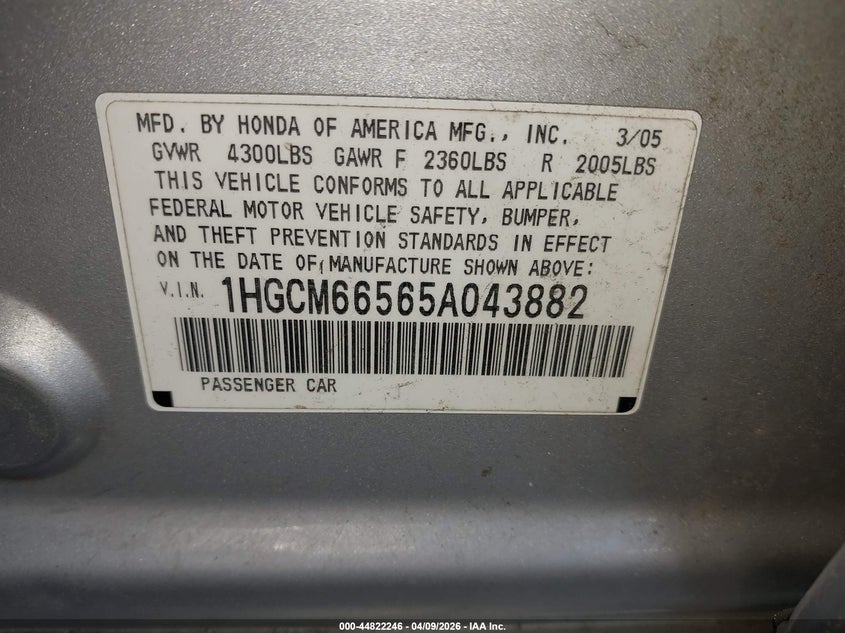 MFD. BY HONDA OF AMERICA MFG., INC. 3/05
GVWR 4300LBS GAWR F 2360LBS R 2005LBS
THIS VEHICLE CONFORMS TO ALL APPLICABLE
FEDERAL MOTOR VEHICLE SAFETY, BUMPER,
AND THEFT PREVENTION STANDARDS IN EFFECT
ON THE DATE OF MANUFACTURE SHOWN ABOVE:
V.I.N. 1HGCM66565A043882
PASSENGER CAR
000-44822246 - 04/09/2026 - IAA Inc.